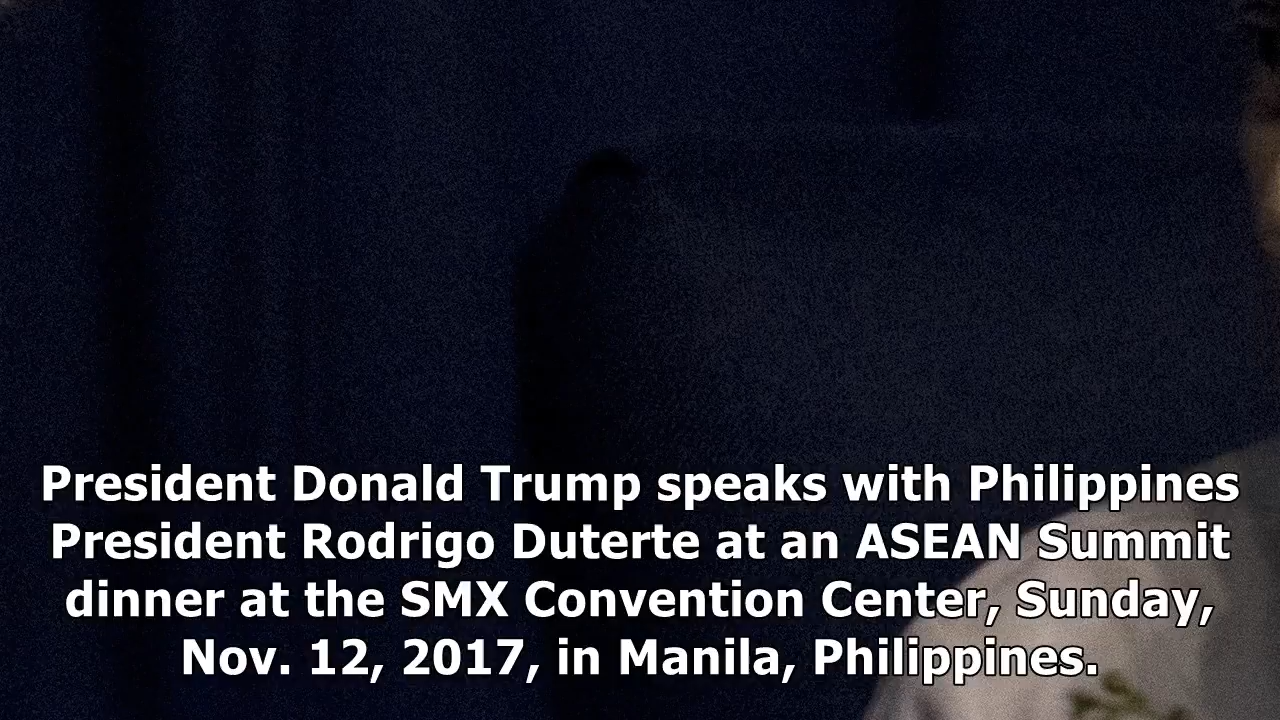 President Donald Trump speaks with Philippines
President Rodrigo Duterte at an ASEAN Summit
dinner at the SMX Convention Center, Sunday,
Nov. 12, 2017, in Manila, Philippines.